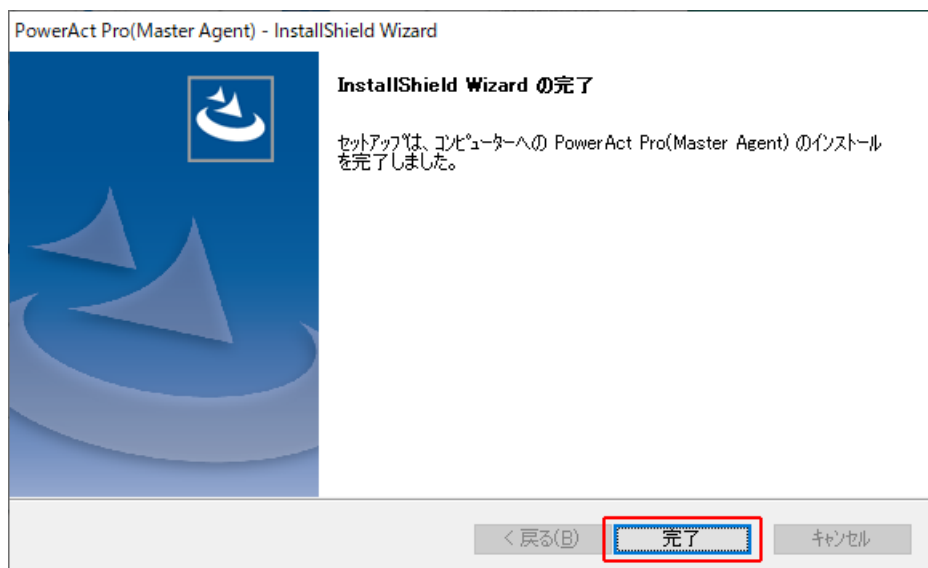 PowerAct Pro(Master Agent) - InstallShield Wizard
InstallShield Wizard の完了
セットアップは、コンピューターへの PowerAct Pro(Master Agent) のインストール
を完了しました。
< 戻る(B)
完了
キャンセル